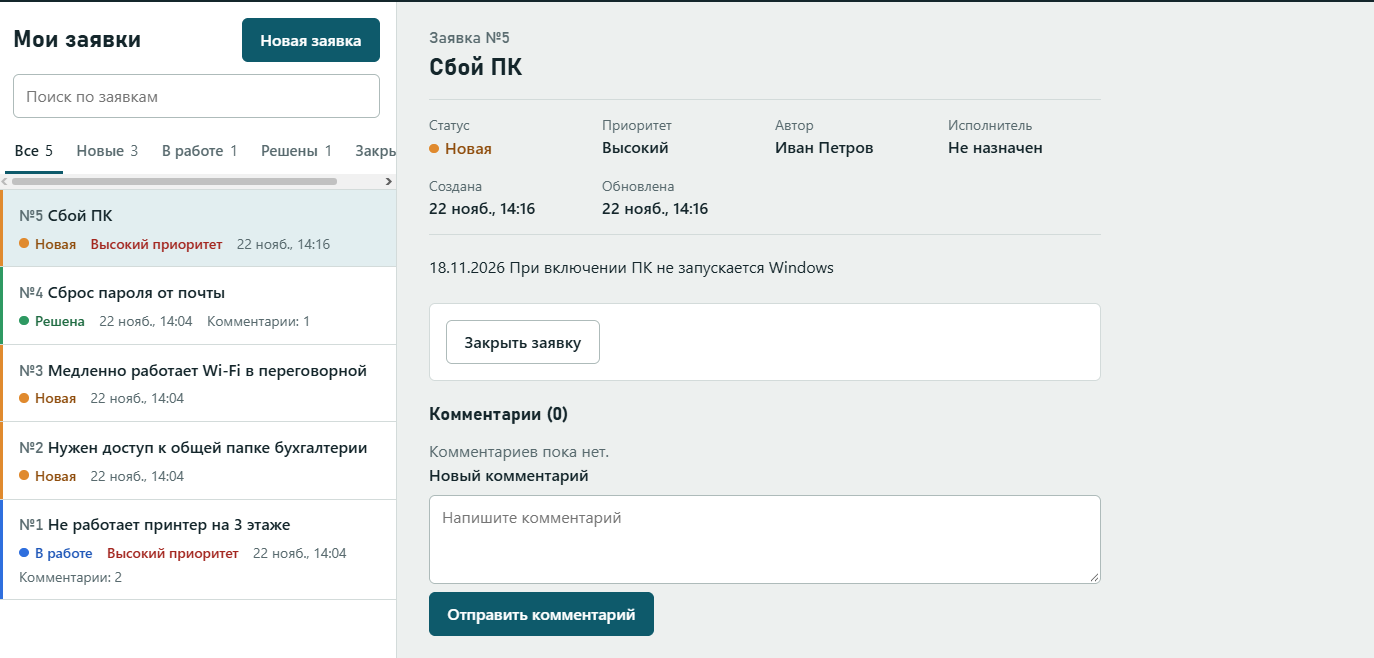 Мои заявки
Новая заявка
Поиск по заявкам
Все 5 Новые 3 В работе 1 Решены 1 Закры
№5 Сбой ПК
Новая Высокий приоритет 22 нояб., 14:16
№4 Сброс пароля от почты
Решена 22 нояб., 14:04 Комментарии: 1
№3 Медленно работает Wi-Fi в переговорной
Новая 22 нояб., 14:04
№2 Нужен доступ к общей папке бухгалтерии
Новая 22 нояб., 14:04
№1 Не работает принтер на 3 этаже
В работе Высокий приоритет 22 нояб., 14:04
Комментарии: 2
Заявка №5
Сбой ПК
Статус Приоритет Автор Исполнитель
Новая Высокий Иван Петров Не назначен
Создана Обновлена
22 нояб., 14:16 22 нояб., 14:16
18.11.2026 При включении ПК не запускается Windows
Закрыть заявку
Комментарии (0)
Комментариев пока нет.
Новый комментарий
Напишите комментарий
Отправить комментарий